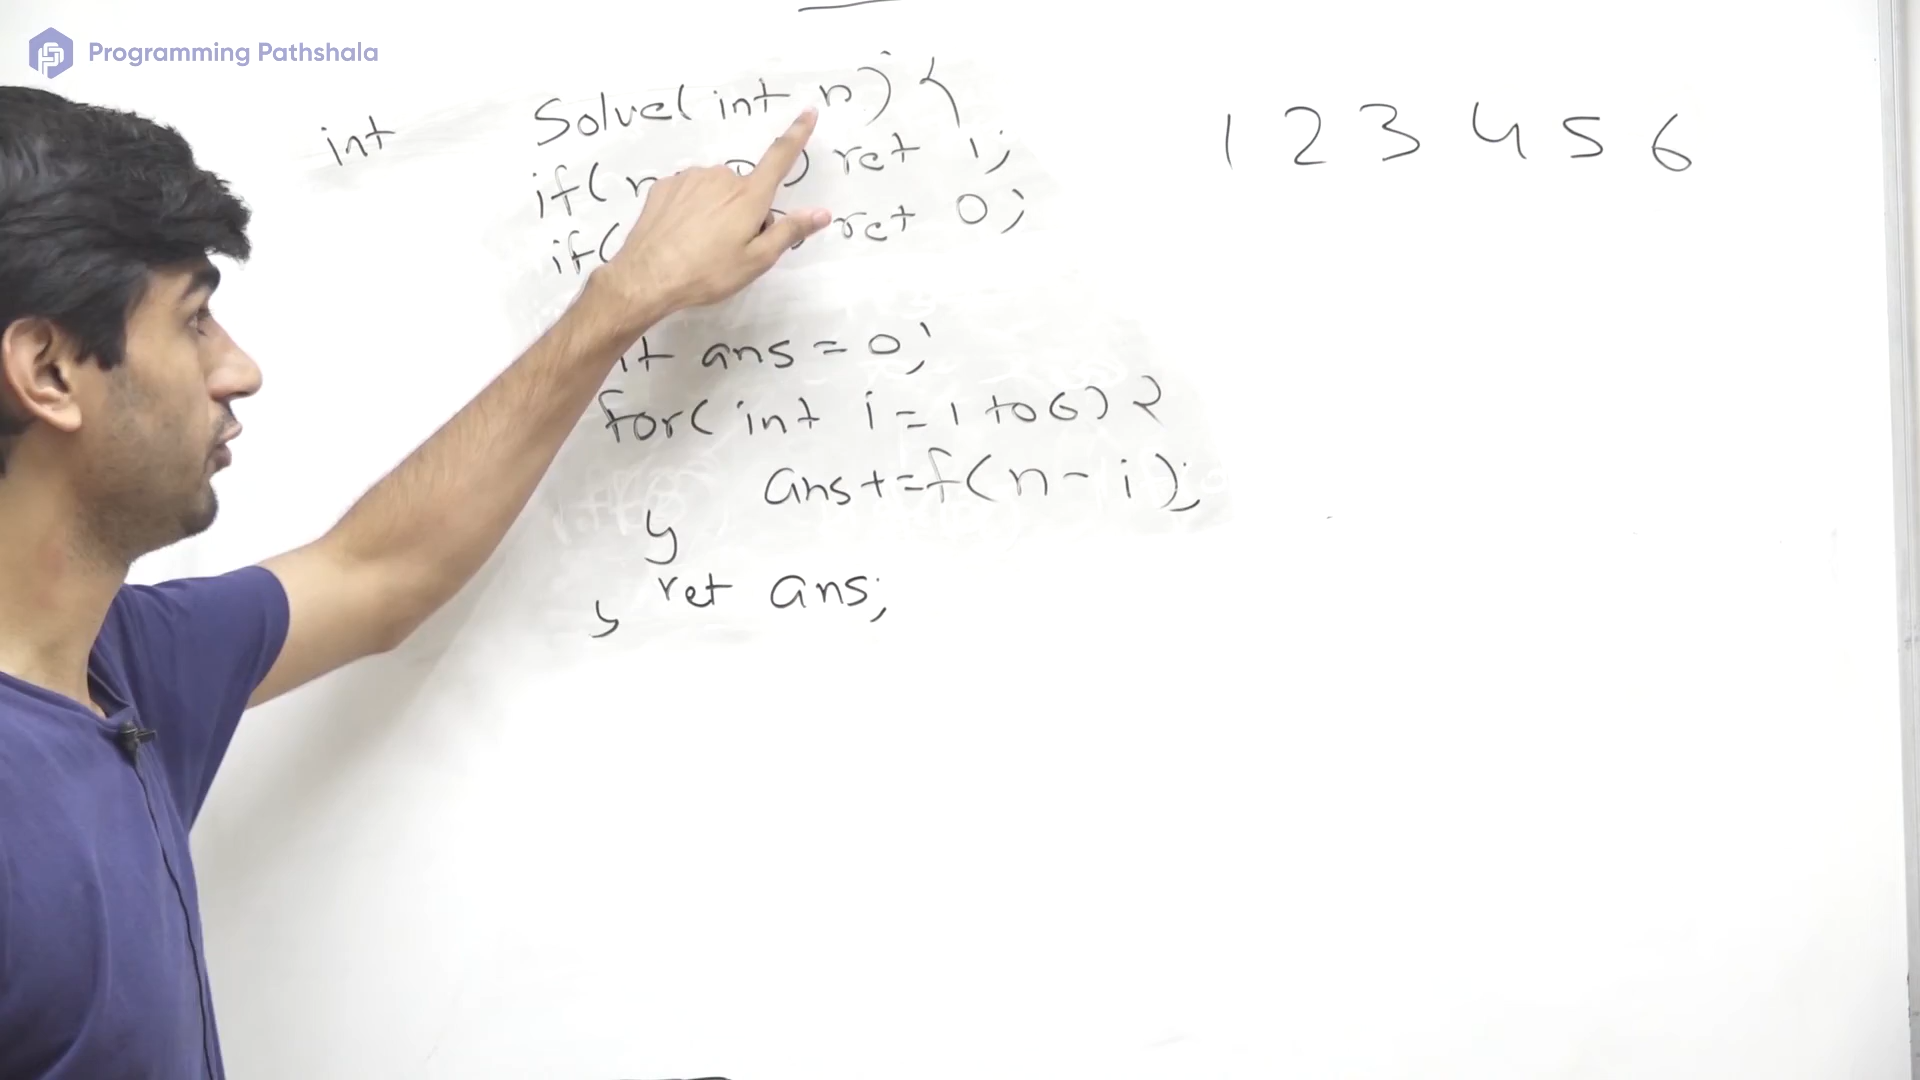 Programming Pathshala
int Solve(int n) {
if( ) ret 1;
if( ret 0;
ans = 0;
for( int i = 1 to 6) {
ans += f(n - i);
}
ret ans;
}
1 2 3 4 5 6